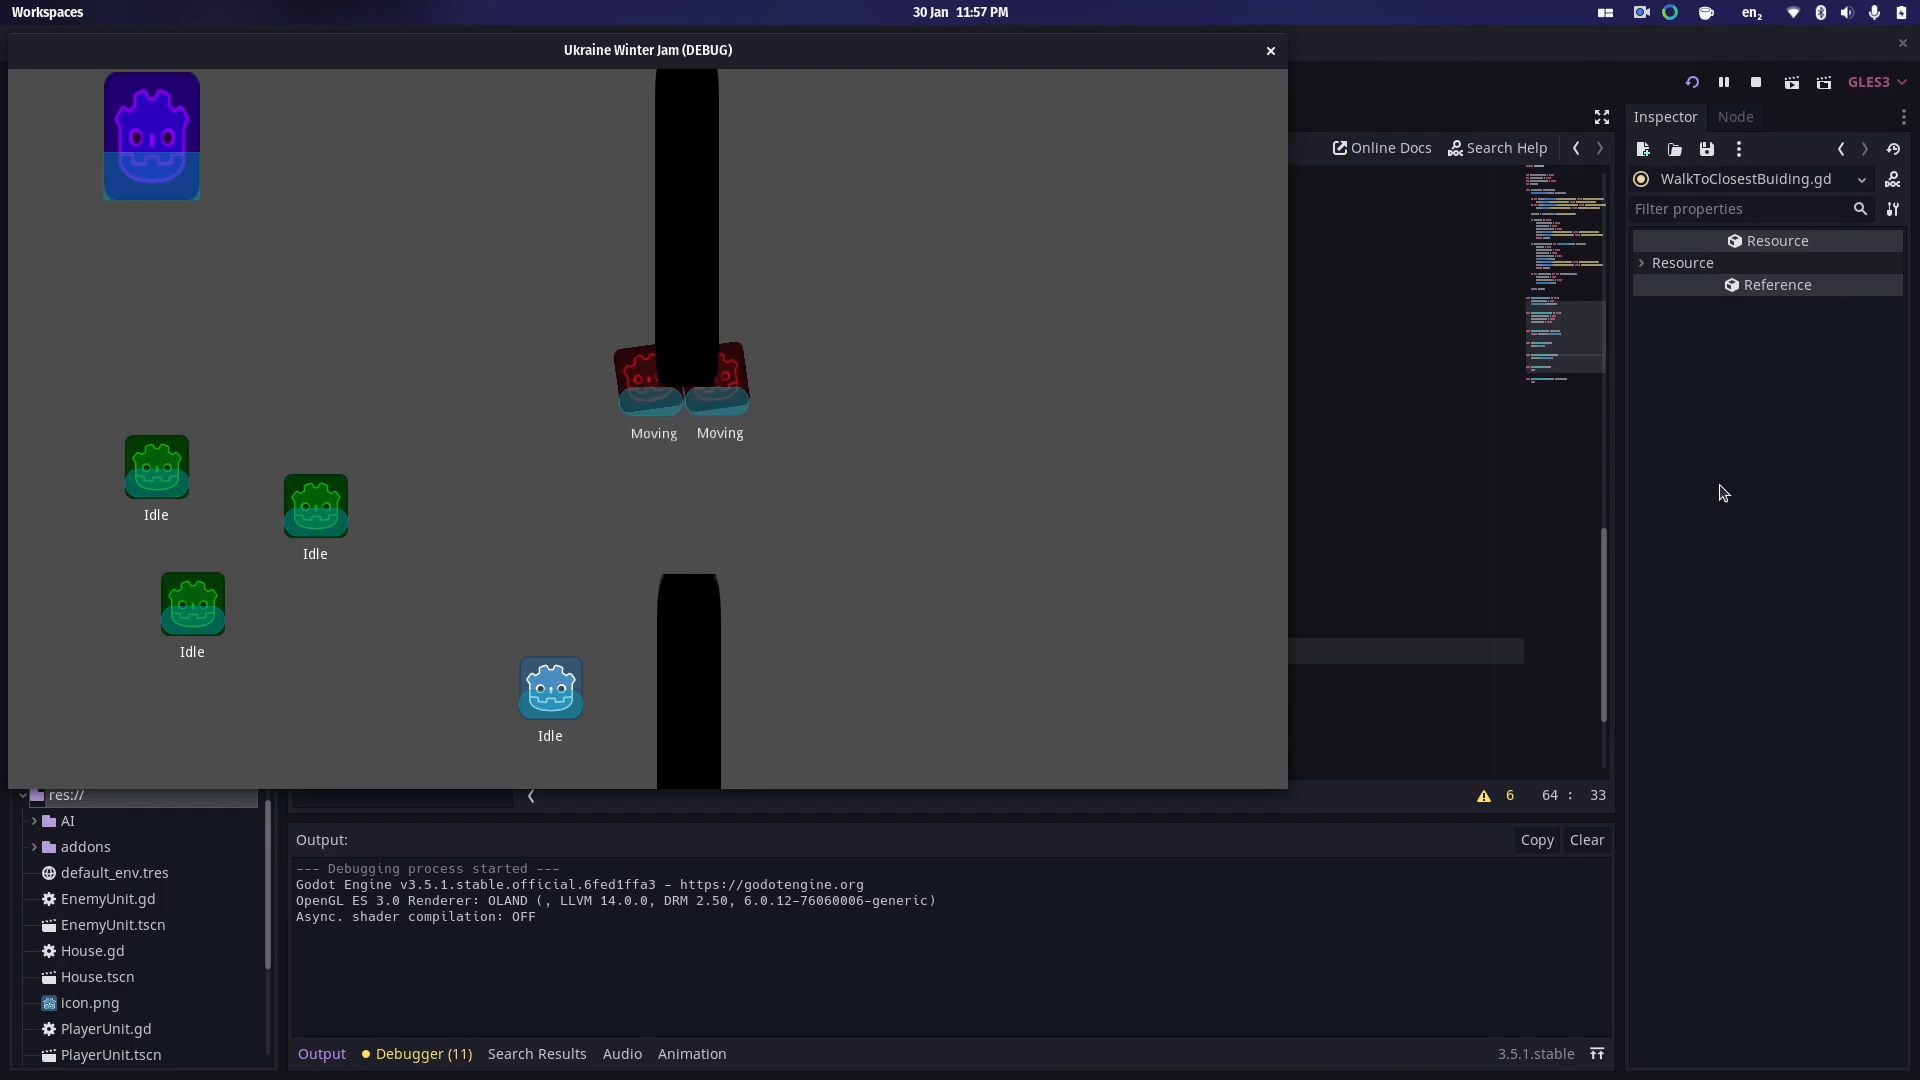 Workspaces
30 Jan 11:57 PM
en₂
Ukraine Winter Jam (DEBUG)
GLES3
Inspector
Node
Online Docs
Search Help
WalkToClosestBuiding.gd
Filter properties
Resource
Resource
Reference
Moving
Moving
Idle
Idle
Idle
Idle
6
64 : 33
res://
AI
addons
default_env.tres
EnemyUnit.gd
EnemyUnit.tscn
House.gd
House.tscn
icon.png
PlayerUnit.gd
PlayerUnit.tscn
Output:
Copy
Clear
--- Debugging process started ---
Godot Engine v3.5.1.stable.official.6fed1ffa3 - https://godotengine.org
OpenGL ES 3.0 Renderer: OLAND (, LLVM 14.0.0, DRM 2.50, 6.0.12-76060006-generic)
Async. shader compilation: OFF
Output
Debugger (11)
Search Results
Audio
Animation
3.5.1.stable